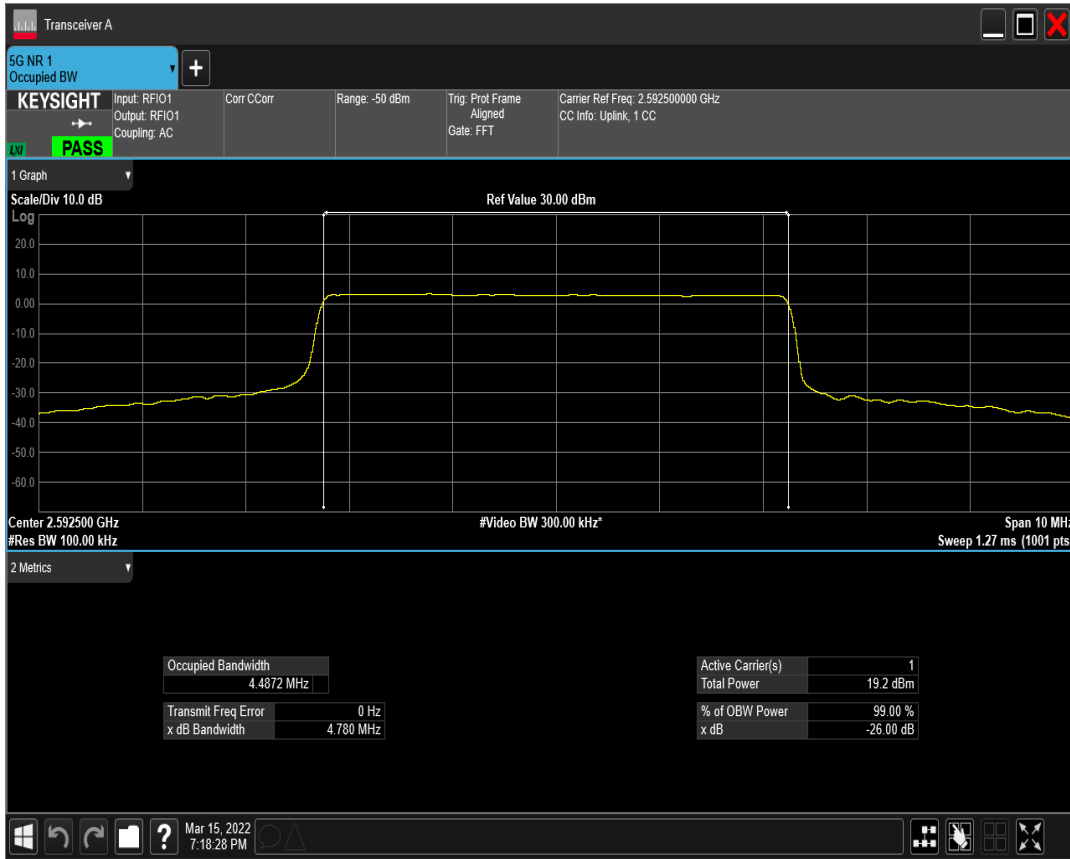 Transceiver A
5G NR 1
Occupied BW
+
KEYSIGHT
LXI
PASS
Input: RFIO1
Output: RFIO1
Coupling: AC
Corr CCorr
Range: -50 dBm
Trig: Prot Frame
Aligned
Gate: FFT
Carrier Ref Freq: 2.592500000 GHz
CC Info: Uplink, 1 CC
1 Graph
Scale/Div 10.0 dB
Ref Value 30.00 dBm
Log
20.0
10.0
0.00
-10.0
-20.0
-30.0
-40.0
-50.0
-60.0
Center 2.592500 GHz
#Video BW 300.00 kHz*
Span 10 MHz
#Res BW 100.00 kHz
Sweep 1.27 ms (1001 pts
2 Metrics
Occupied Bandwidth
4.4872 MHz
Transmit Freq Error 0 Hz
x dB Bandwidth 4.780 MHz
Active Carrier(s) 1
Total Power 19.2 dBm
% of OBW Power 99.00 %
x dB -26.00 dB
?
Mar 15, 2022
7:18:28 PM